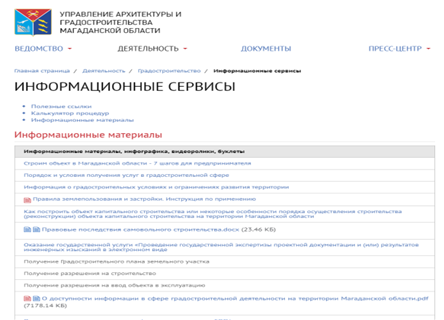 УПРАВЛЕНИЕ АРХИТЕКТУРЫ И
ГРАДОСТРОИТЕЛЬСТВА
МАГАДАНСКОЙ ОБЛАСТИ
ВЕДОМСТВО ДЕЯТЕЛЬНОСТЬ ДОКУМЕНТЫ ПРЕСС-ЦЕНТР
Главная страница / Деятельность / Градостроительство / Информационные сервисы
ИНФОРМАЦИОННЫЕ СЕРВИСЫ
Полезные ссылки
Калькулятор процедур
Информационные материалы
Информационные материалы
Информационные материалы, инфографика, видеоролики, буклеты
Строим объект в Магаданской области - 7 шагов для предпринимателя
Порядок и условия получения услуг в градостроительной сфере
Информация о градостроительных условиях и ограничениях развития территории
Правила землепользования и застройки. Инструкция по применению
Как построить объект капитального строительства или некоторые особенности порядка осуществления строительства
(реконструкции) объекта капитального строительства на территории Магаданской области
Правовые последствия самовольного строительства.docx (23.46 КБ)
Оказание государственной услуги «Проведение государственной экспертизы проектной документации и (или) результатов
инженерных изысканий в электронном виде
Получение градостроительного плана земельного участка
Получение разрешения на строительство
Получение разрешения на ввод объекта в эксплуатацию
О доступности информации в сфере градостроительной деятельности на территории Магаданской области.pdf
(7178.14 КБ)